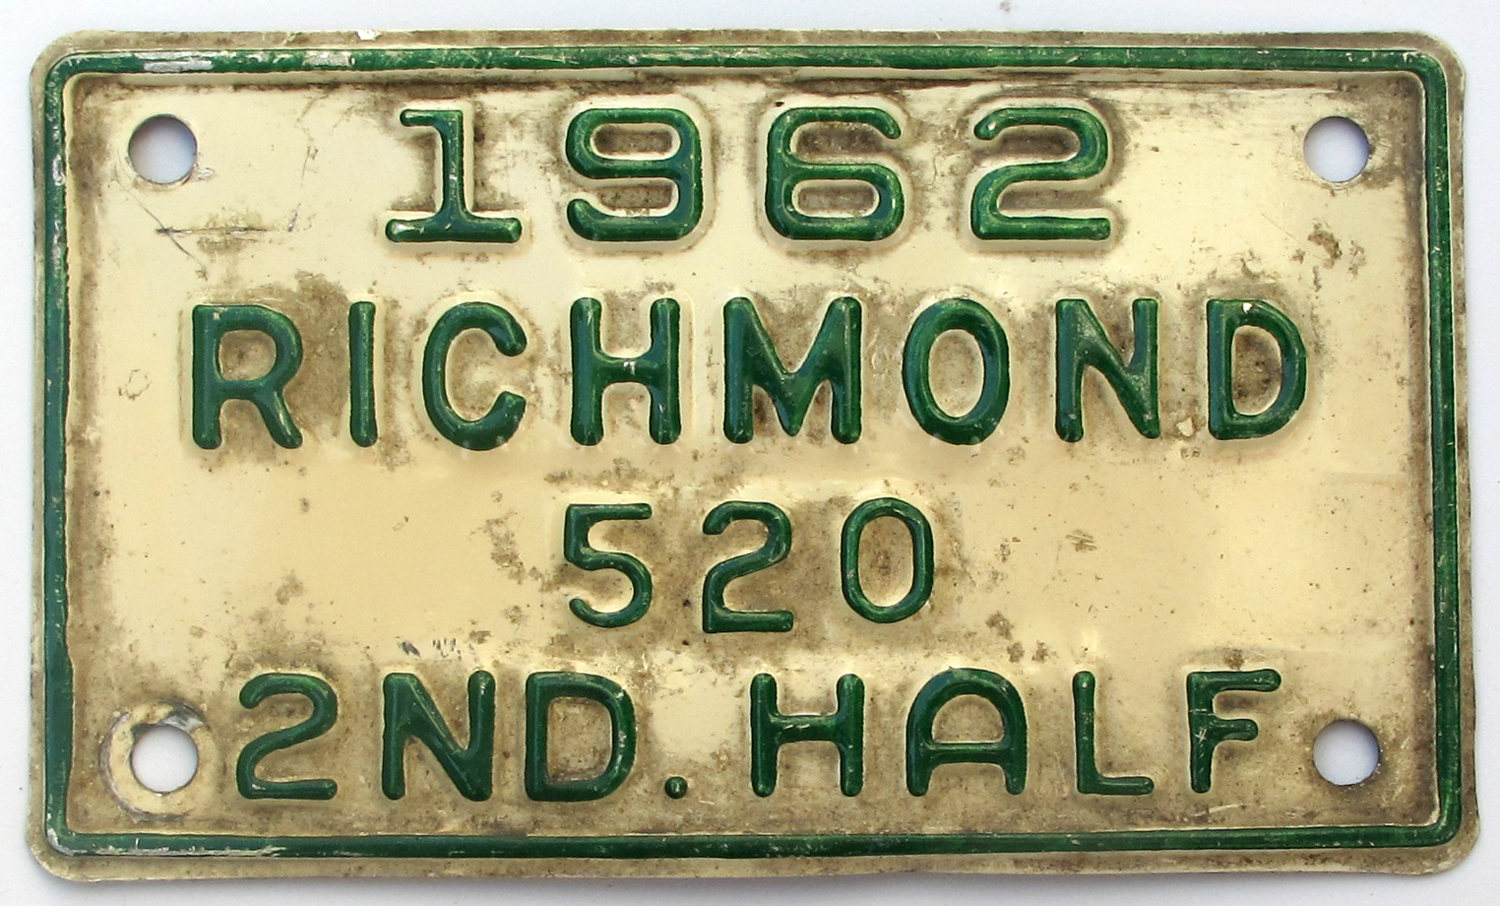 1962
RICHMOND
520
2ND. HALF